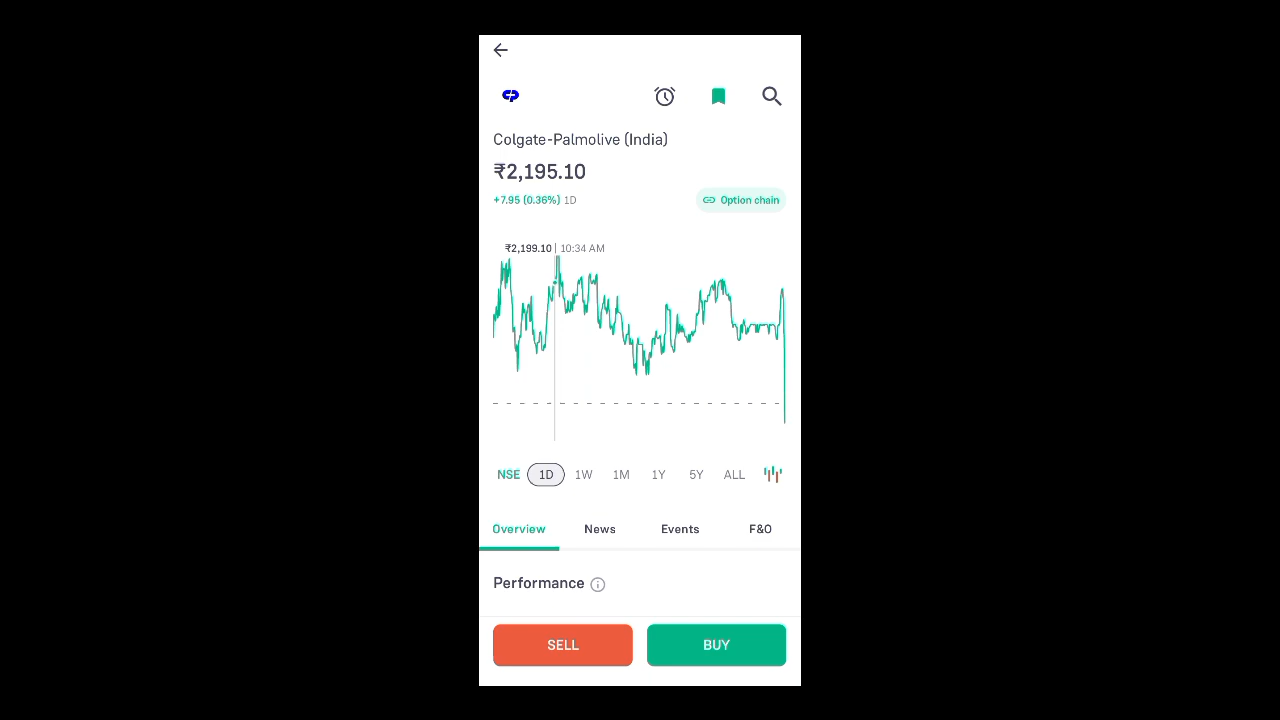 Colgate-Palmolive (India)
₹2,195.10
+7.95 (0.36%) 1D
Option chain
₹2,199.10 | 10:34 AM
NSE 1D 1W 1M 1Y 5Y ALL
Overview News Events F&O
Performance
SELL BUY